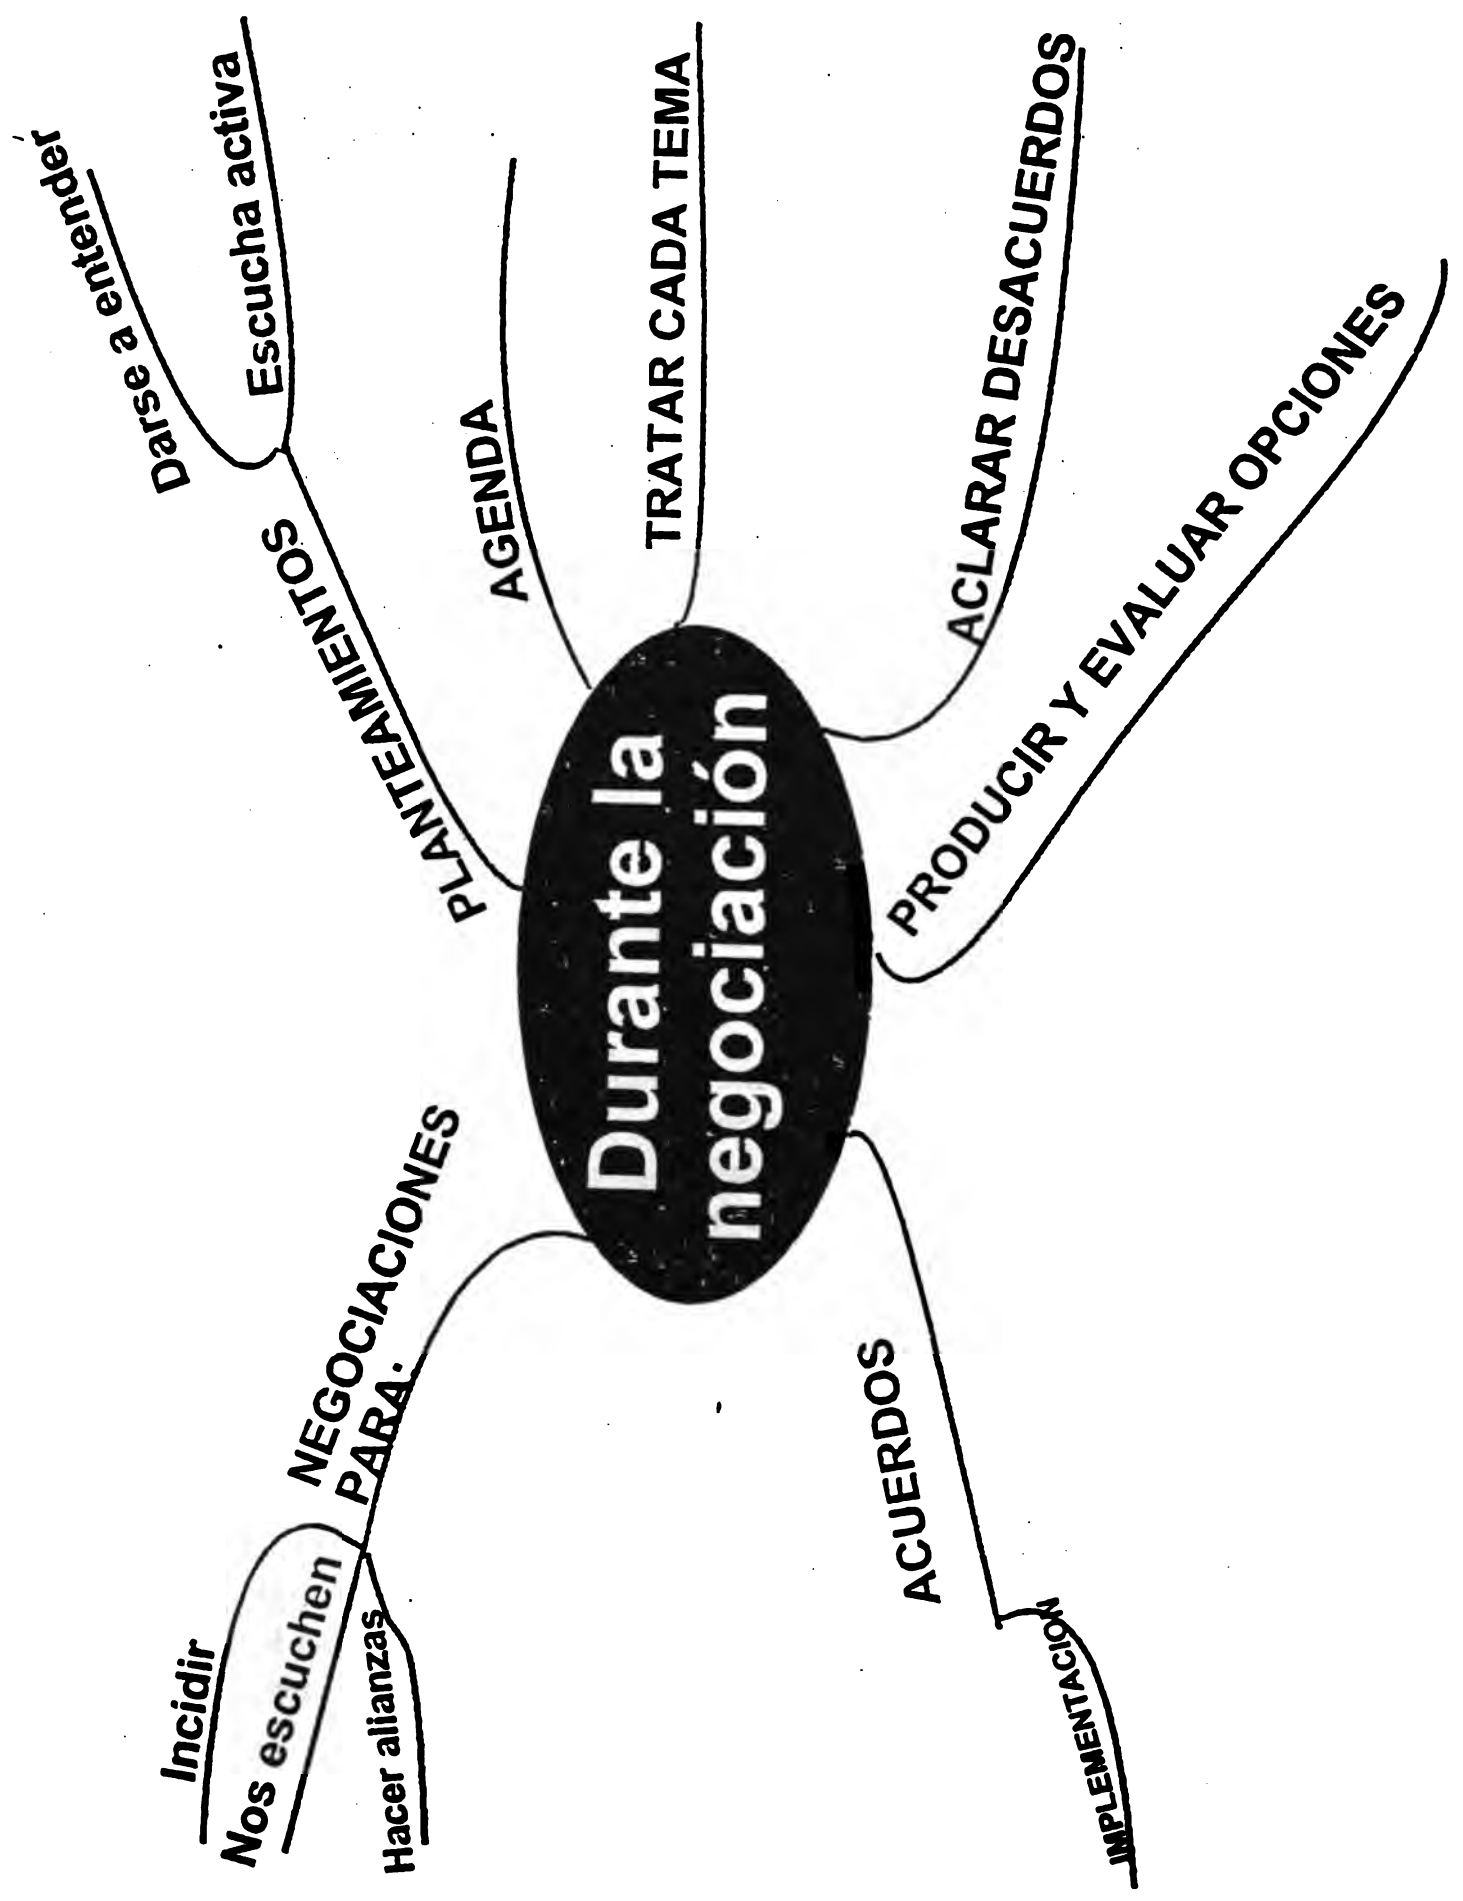 Durante la
negociación
NEGOCIACIONES
PARA:
Incidir
Nos escuchen
Hacer alianzas
PLANTEAMIENTOS
Darse a entender
Escucha activa
AGENDA
TRATAR CADA TEMA
ACLARAR DESACUERDOS
PRODUCIR Y EVALUAR OPCIONES
ACUERDOS
IMPLEMENTACION